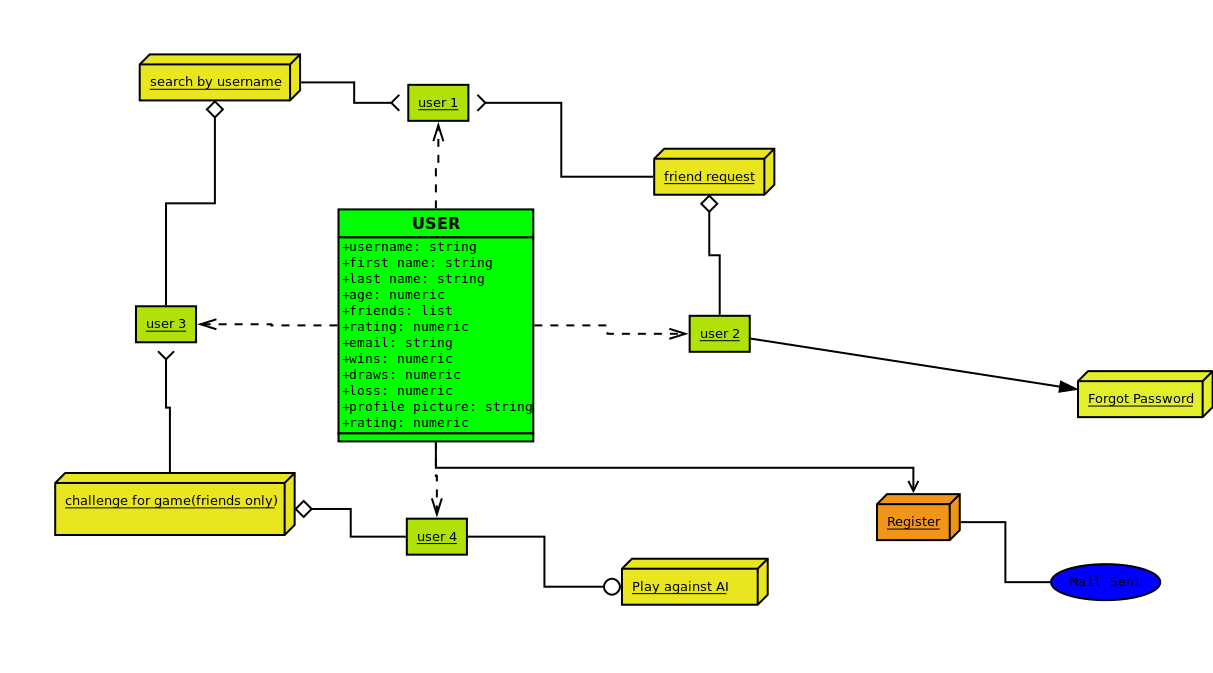 search by username
user 1
friend request
USER
+username: string
+first name: string
+last name: string
+age: numeric
+friends: list
+rating: numeric
+email: string
+wins: numeric
+draws: numeric
+loss: numeric
+profile picture: string
+rating: numeric
user 3
user 2
Forgot Password
challenge for game(friends only)
user 4
Register
Play against AI
Mail Sent